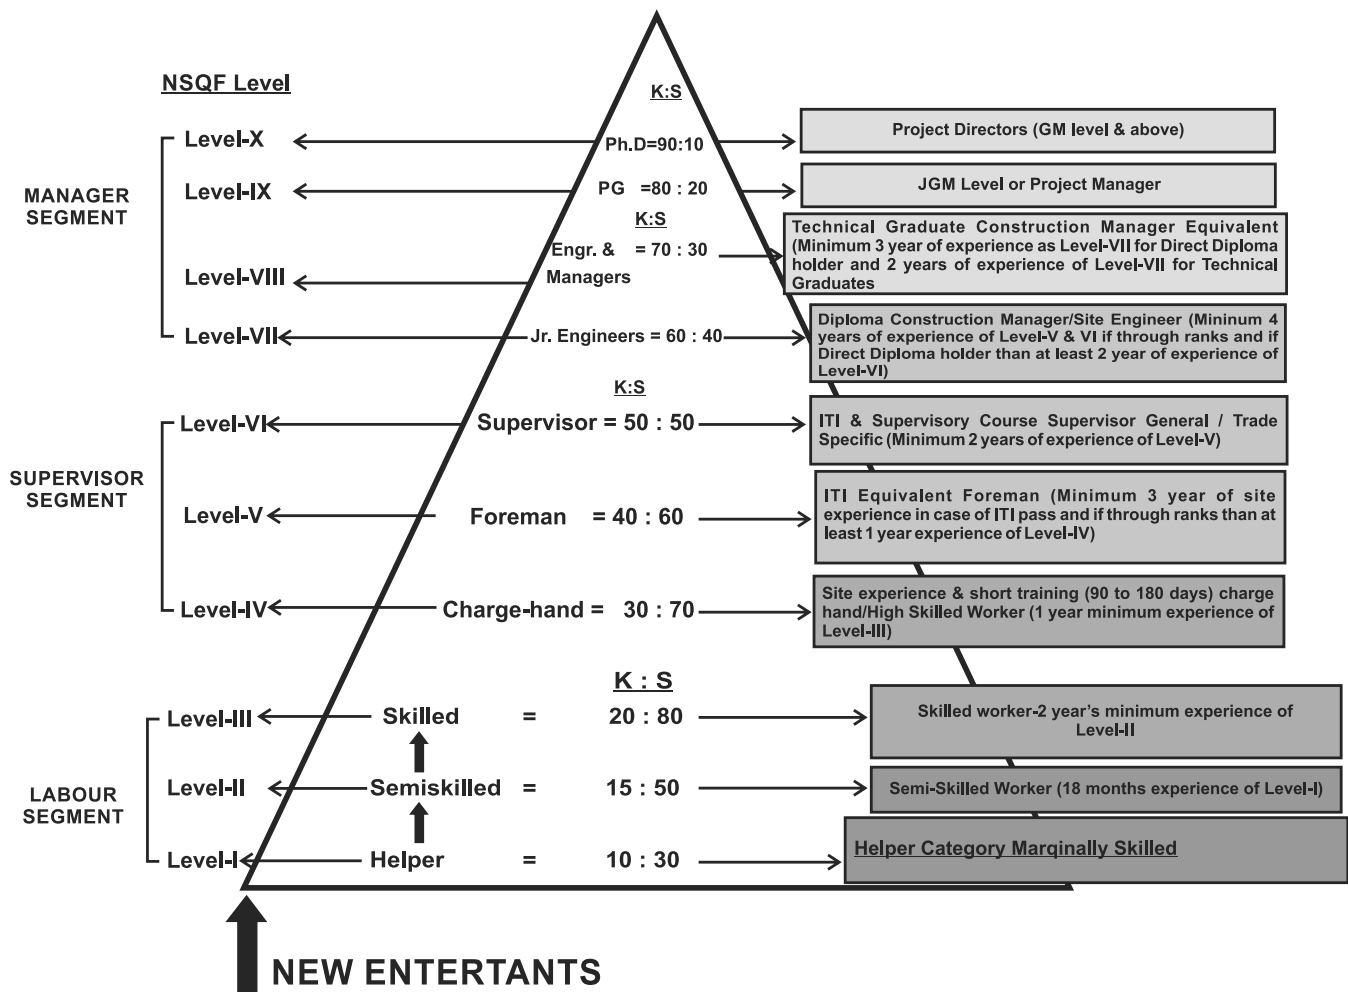 NSQF Level
K:S
Level-X
Ph.D=90:10
Project Directors (GM level & above)
MANAGER
SEGMENT
Level-IX
PG =80 : 20
JGM Level or Project Manager
K:S
Engr. & = 70 : 30
Managers
Level-VIII
Technical Graduate Construction Manager Equivalent
(Minimum 3 year of experience as Level-VII for Direct Diploma
holder and 2 years of experience of Level-VII for Technical
Graduates
Level-VII
Jr. Engineers = 60 : 40
Diploma Construction Manager/Site Engineer (Mininum 4
years of experience of Level-V & VI if through ranks and if
Direct Diploma holder than at least 2 year of experience of
Level-VI)
K:S
Level-VI
Supervisor = 50 : 50
ITI & Supervisory Course Supervisor General / Trade
Specific (Minimum 2 years of experience of Level-V)
SUPERVISOR
SEGMENT
Level-V
Foreman = 40 : 60
ITI Equivalent Foreman (Minimum 3 year of site
experience in case of ITI pass and if through ranks than at
least 1 year experience of Level-IV)
Level-IV
Charge-hand = 30 : 70
Site experience & short training (90 to 180 days) charge
hand/High Skilled Worker (1 year minimum experience of
Level-III)
K : S
Level-III
Skilled = 20 : 80
Skilled worker-2 year's minimum experience of
Level-II
LABOUR
SEGMENT
Level-II
Semiskilled = 15 : 50
Semi-Skilled Worker (18 months experience of Level-I)
Level-I
Helper = 10 : 30
Helper Category Marqinally Skilled
NEW ENTERTANTS